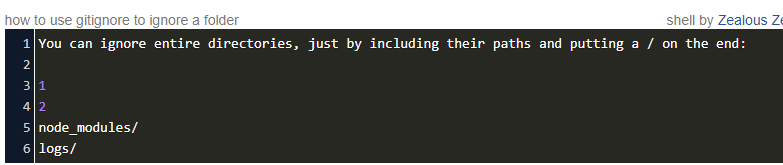 how to use gitignore to ignore a folder
shell by Zealous
1 You can ignore entire directories, just by including their paths and putting a / on the end:
2
3 1
4 2
5 node_modules/
6 logs/